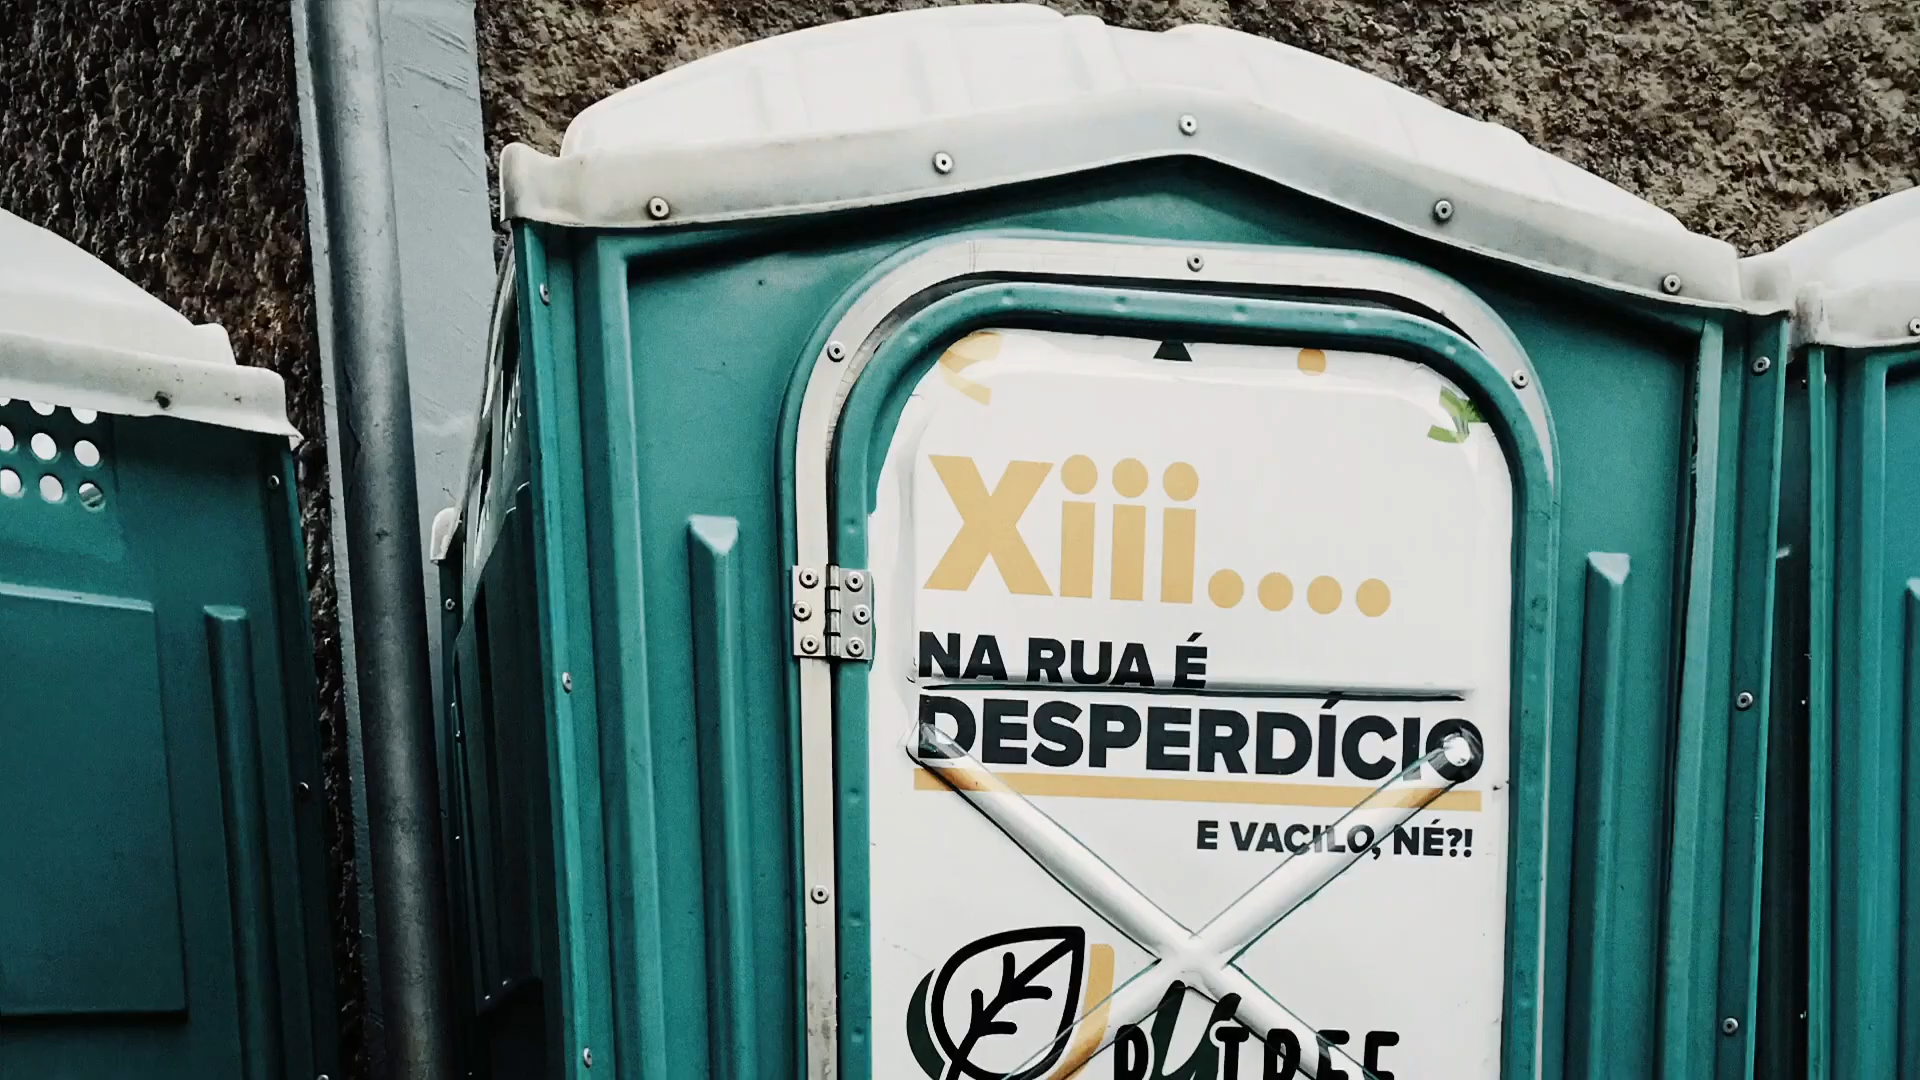 Xiii....
NA RUA É
DESPERDÍCIO
E VACILO, NÉ?!